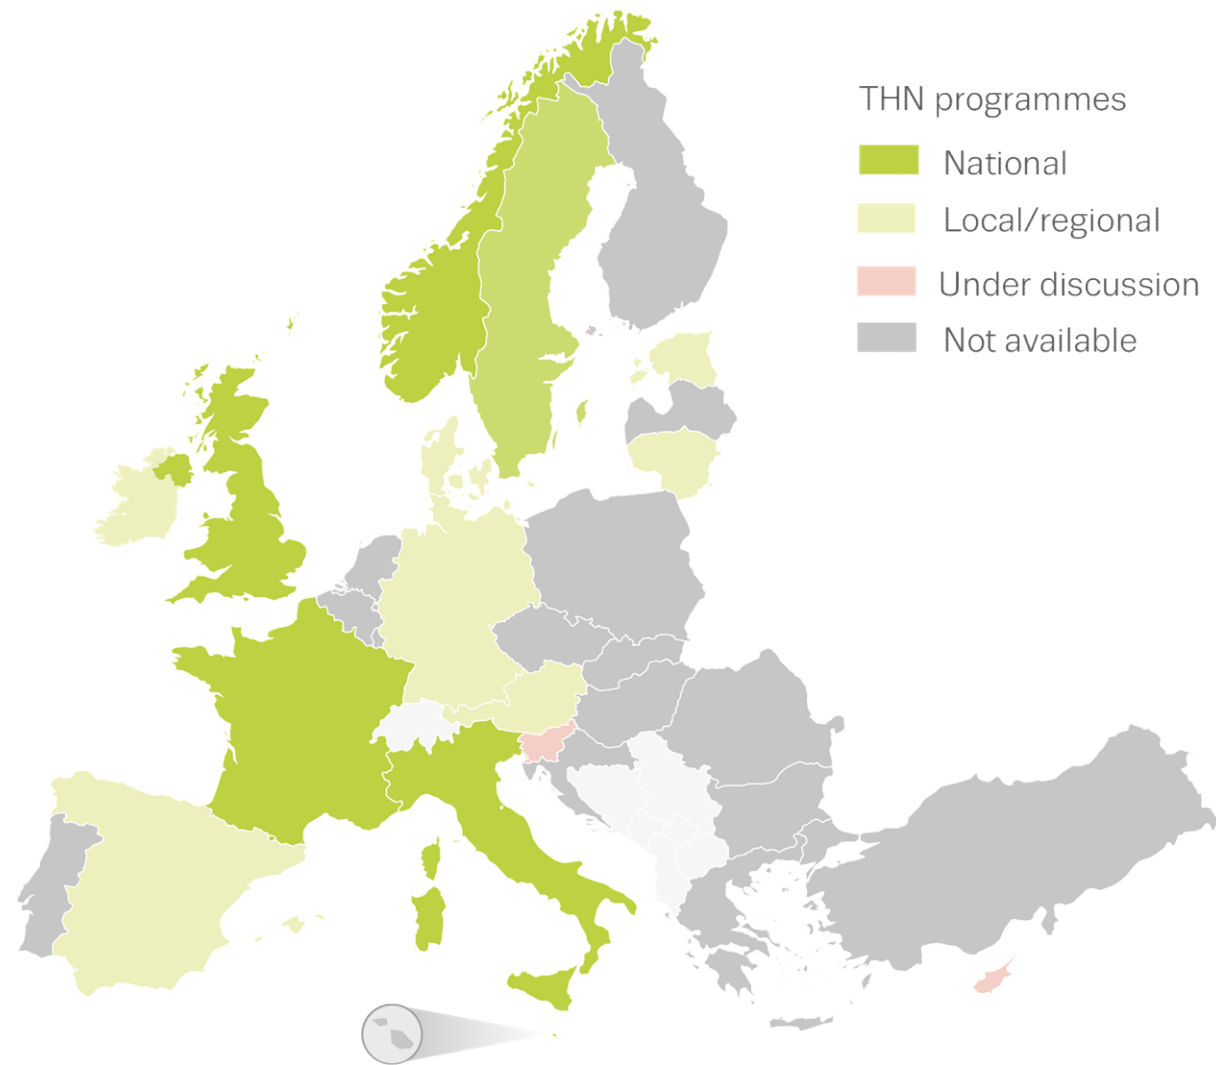 THN programmes
National
Local/regional
Under discussion
Not available